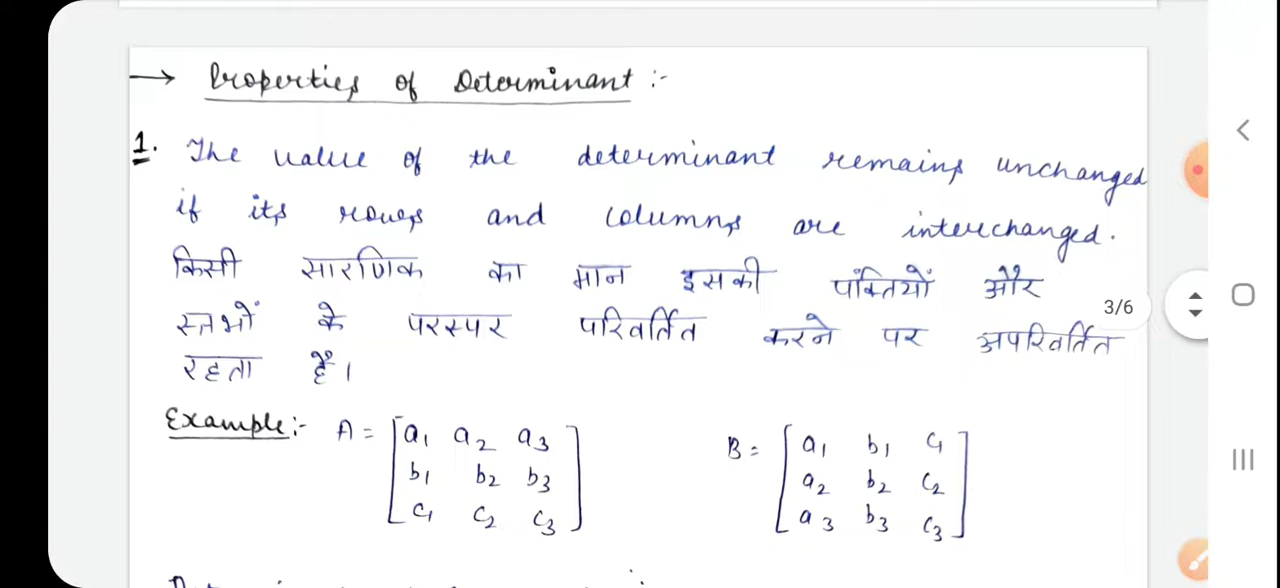 → Properties of Determinant :-
1. The value of the determinant remains unchanged
if its rows and columns are interchanged.
किसी सारणिक का मान इसकी पंक्तियों और
स्तभों के परस्पर परिवर्तित करने पर अपरिवर्तित
रहता हैं।
3/6
Example:- A = [a₁ a₂ a₃ B = [a₁ b₁ c₁
b₁ b₂ b₃ a₂ b₂ c₂
c₁ c₂ c₃] a₃ b₃ c₃]